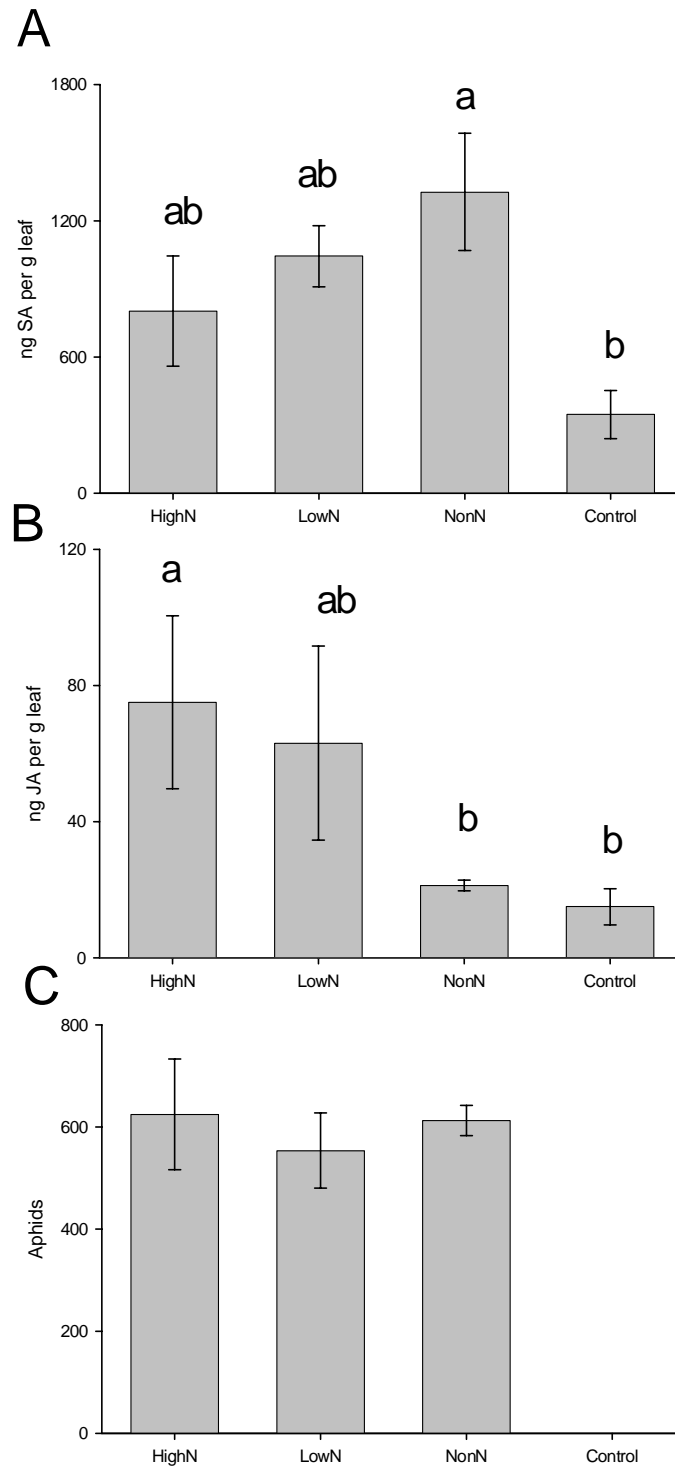 A
1800
1200
600
0
ng SA per g leaf
ab
ab
a
b
HighN LowN NonN Control
B
120
80
40
0
ng JA per g leaf
a
ab
b
b
HighN LowN NonN Control
C
800
600
400
200
0
Aphids
HighN LowN NonN Control